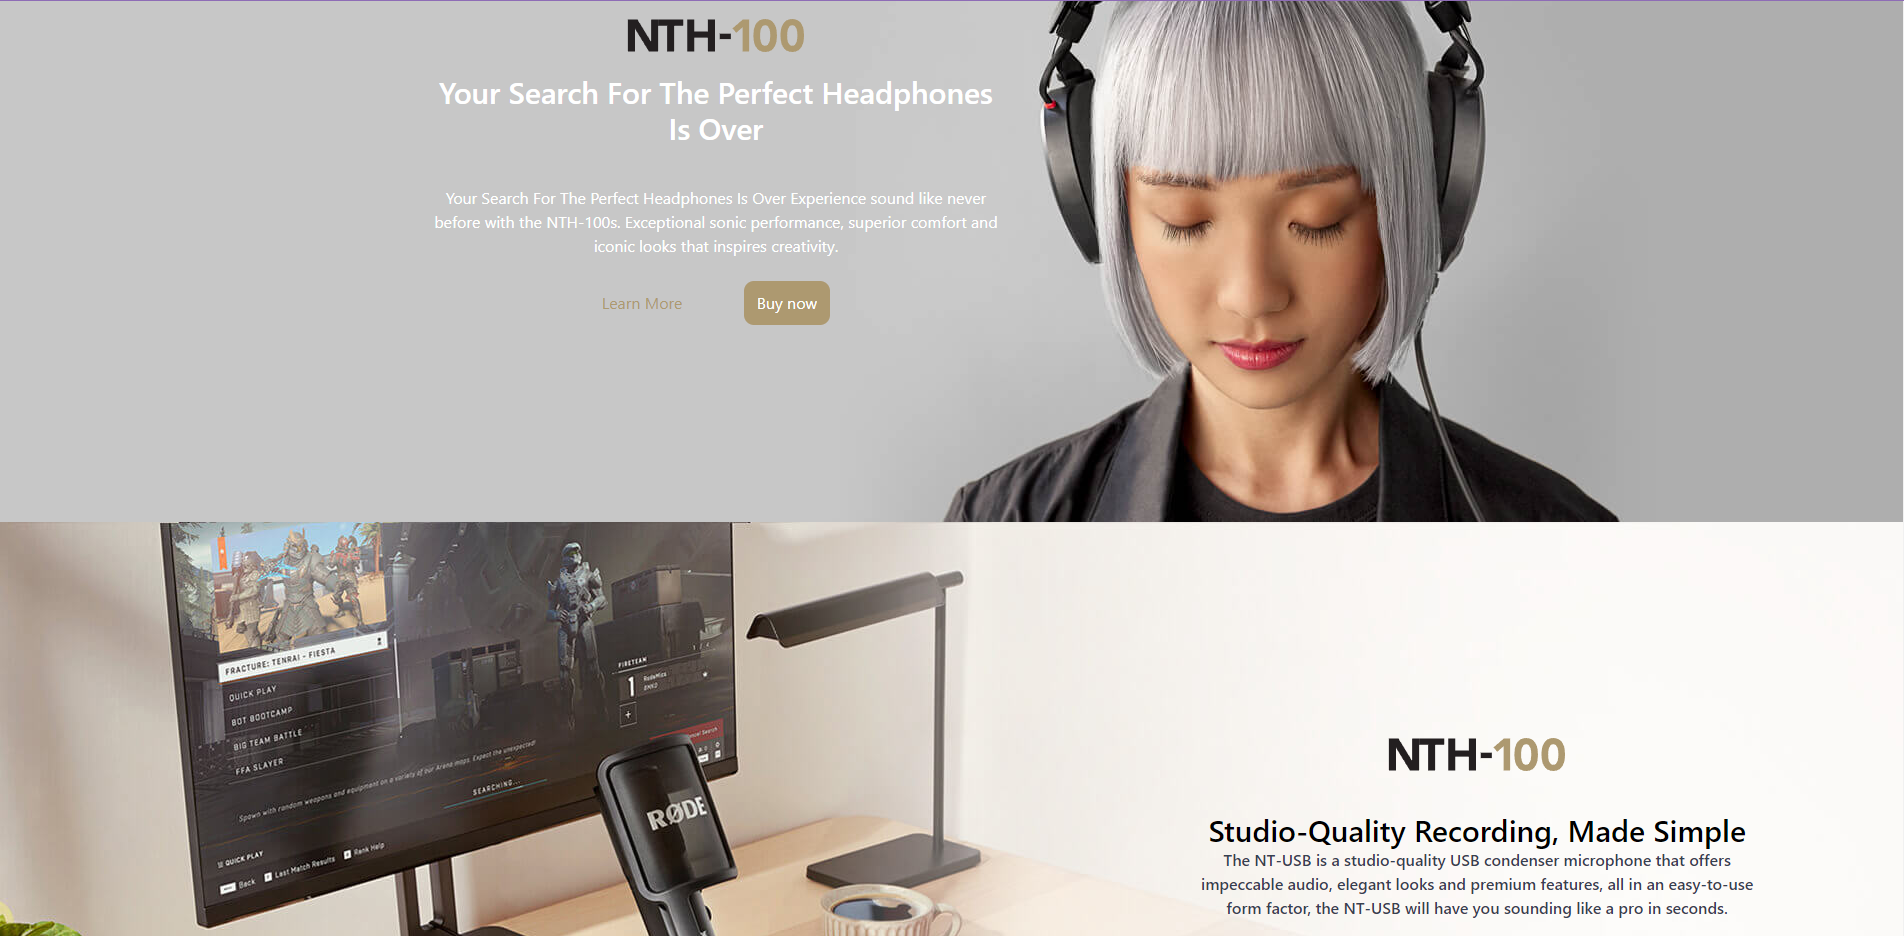 NTH-100
Your Search For The Perfect Headphones
Is Over
Your Search For The Perfect Headphones Is Over Experience sound like never
before with the NTH-100s. Exceptional sonic performance, superior comfort and
iconic looks that inspires creativity.
Learn More
Buy now
FRACTURE: TENRAI - FIESTA
QUICK PLAY
BOT BOOTCAMP
BIG TEAM BATTLE
FFA SLAYER
Spawn with random weapons and equipment on a variety of our Arena maps. Expect the unexpected!
SEARCHING...
QUICK PLAY
Back
Last Match Results
Rank Help
FIRETEAM
1
+
Search
RØDE
NTH-100
Studio-Quality Recording, Made Simple
The NT-USB is a studio-quality USB condenser microphone that offers
impeccable audio, elegant looks and premium features, all in an easy-to-use
form factor, the NT-USB will have you sounding like a pro in seconds.